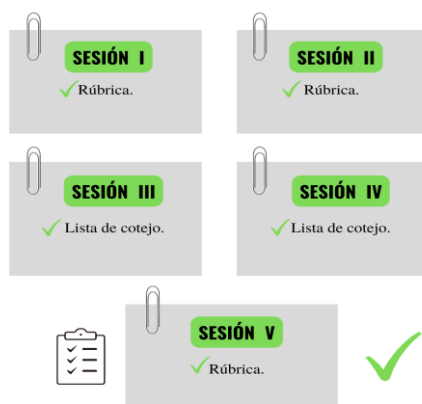 SESIÓN I
Rúbrica.
SESIÓN II
Rúbrica.
SESIÓN III
Lista de cotejo.
SESIÓN IV
Lista de cotejo.
SESIÓN V
Rúbrica.